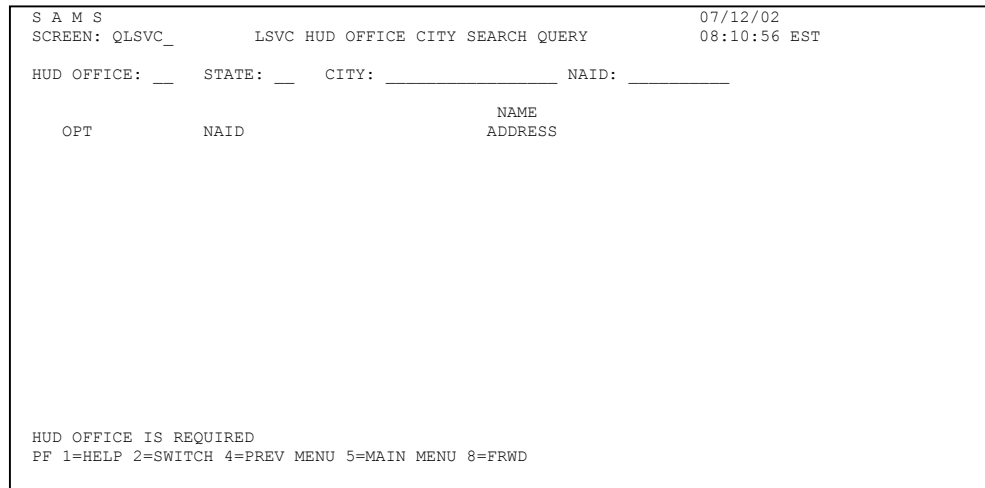 S A M S 07/12/02
SCREEN: QLSVC_ LSVC HUD OFFICE CITY SEARCH QUERY 08:10:56 EST
HUD OFFICE: __ STATE: __ CITY: _________________ NAID: __________
NAME
OPT NAID ADDRESS
HUD OFFICE IS REQUIRED
PF 1=HELP 2=SWITCH 4=PREV MENU 5=MAIN MENU 8=FRWD